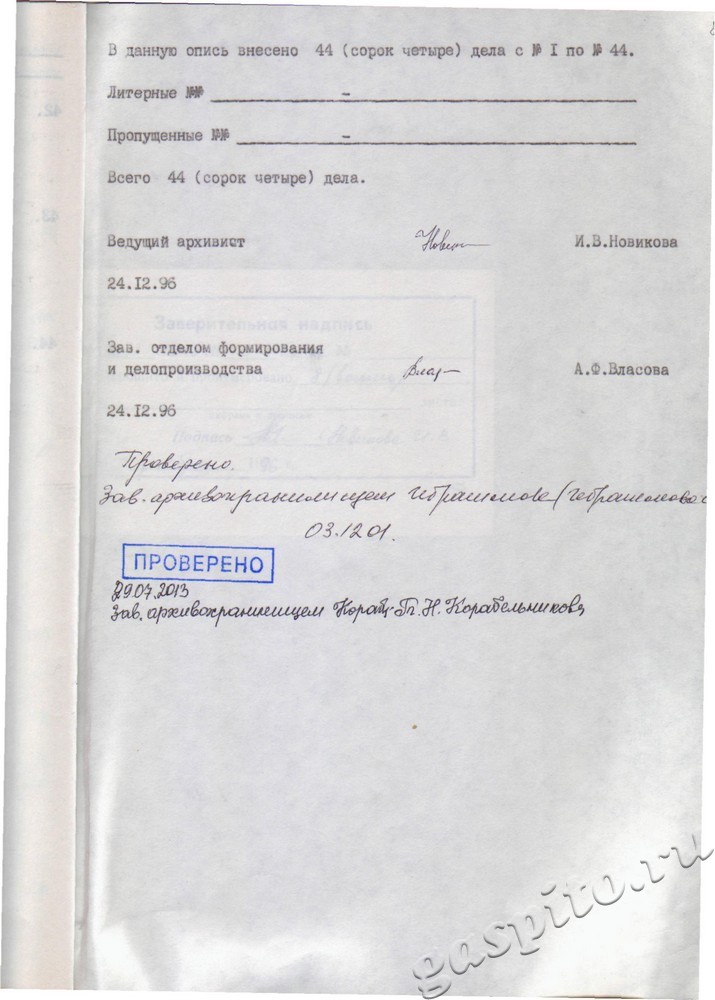 В данную опись внесено 44 (сорок четыре) дела с № I по № 44.
Литерные №№ –
Пропущенные №№ –
Всего 44 (сорок четыре) дела.
Ведущий архивист И.В.Новикова
24.I2.96
Заверительная надпись
Зав. отделом формирования
и делопроизводства А.Ф.Власова
24.I2.96
Подпись
Проверено.
Зав. архивохранилищем
03.12 01.
ПРОВЕРЕНО
29.07.2013
Зав. архивохранилищем Т. Н. Корабельникова
gaspito.ru